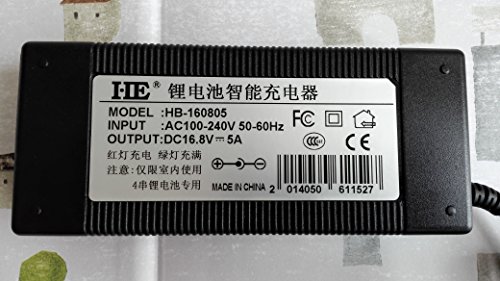 HE® 锂电池智能充电器
MODEL :HB-160805
INPUT :AC100-240V 50-60Hz
OUTPUT:DC16.8V⎓5A
红灯充电 绿灯充满
注意:仅限室内使用
4串锂电池专用
CCC
CE
MADE IN CHINA 2 014050 611527